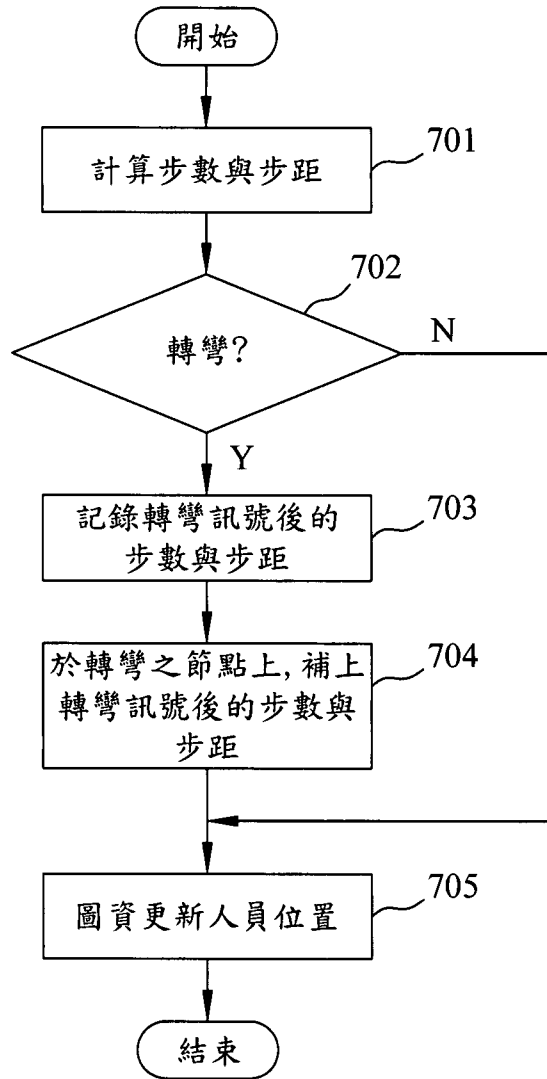 開始
701
計算步數與步距
702
轉彎?
N
Y
703
記錄轉彎訊號後的
步數與步距
704
於轉彎之節點上,補上
轉彎訊號後的步數與
步距
705
圖資更新人員位置
結束